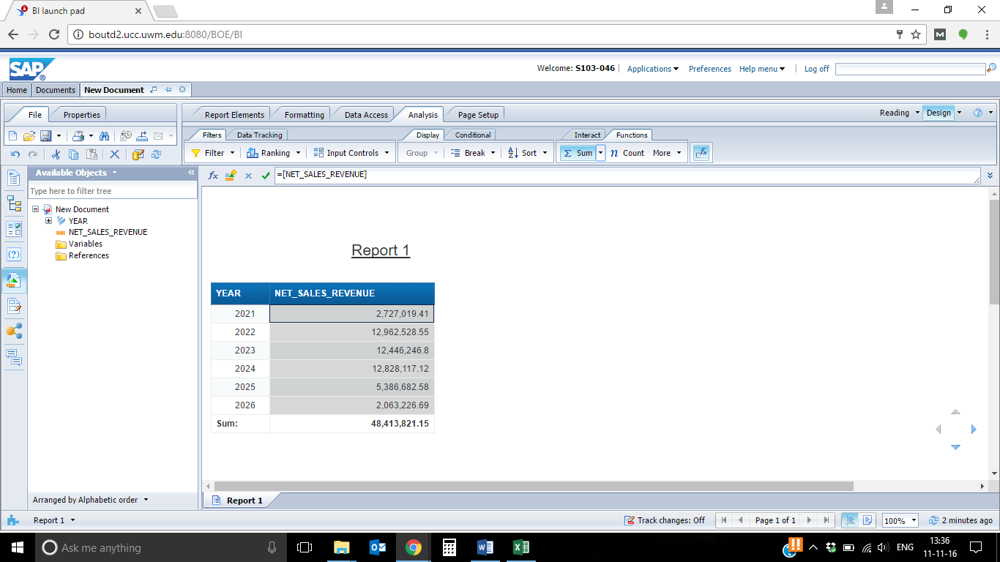 BI launch pad
boutd2.ucc.uwm.edu:8080/BOE/BI
SAP
Welcome: S103-046 | Applications Preferences Help menu | Log off
Home Documents New Document
File Properties
Report Elements Formatting Data Access Analysis Page Setup
Reading Design
Filters Data Tracking Display Conditional Interact Functions
Filter Ranking Input Controls Group Break Sort Σ Sum n Count More
Available Objects
fx =[NET_SALES_REVENUE]
Type here to filter tree
New Document
YEAR
NET_SALES_REVENUE
Variables
References
Report 1
YEAR NET_SALES_REVENUE
2021 2,727,019.41
2022 12,962,528.55
2023 12,446,246.8
2024 12,828,117.12
2025 5,386,682.58
2026 2,063,226.69
Sum: 48,413,821.15
Arranged by Alphabetic order
Report 1
Report 1 Track changes: Off Page 1 of 1 100% 2 minutes ago
Ask me anything
ENG
13:36
11-11-16